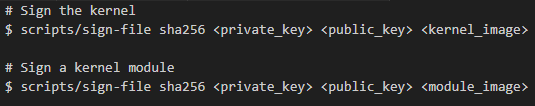 # Sign the kernel
$ scripts/sign-file sha256 <private_key> <public_key> <kernel_image>
# Sign a kernel module
$ scripts/sign-file sha256 <private_key> <public_key> <module_image>